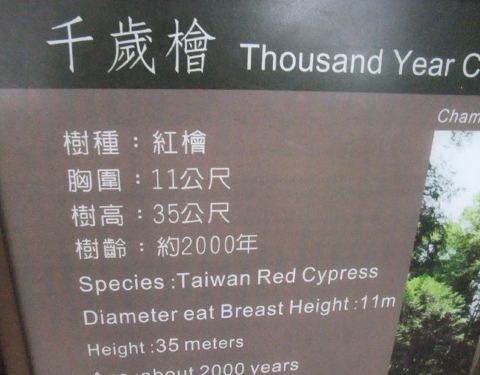 千歲檜 Thousand Year C
Cham
樹種：紅檜
胸圍：11公尺
樹高：35公尺
樹齡：約2000年
Species :Taiwan Red Cypress
Diameter eat Breast Height :11m
Height :35 meters
Age :about 2000 years